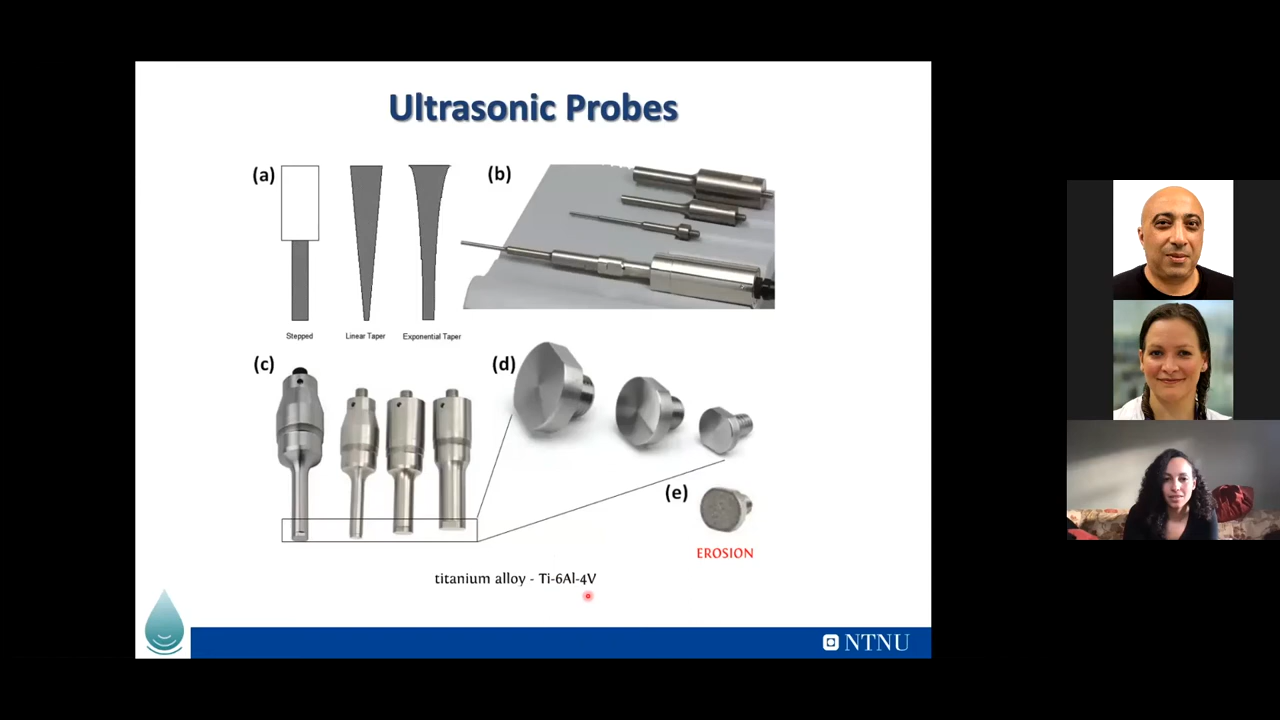 Ultrasonic Probes
(a)
(b)
Stepped
Linear Taper
Exponential Taper
(c)
(d)
(e)
EROSION
titanium alloy - Ti-6Al-4V
NTNU